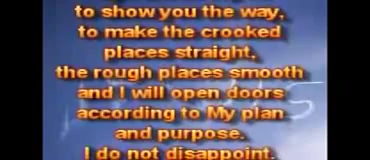 to show you the way,
to make the crooked
places straight,
the rough places smooth
and I will open doors
according to My plan
and purpose.
I do not disappoint.